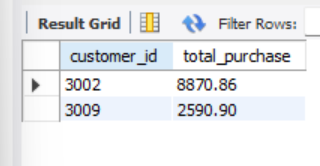 Result Grid Filter Rows:
customer_id total_purchase
3002 8870.86
3009 2590.90